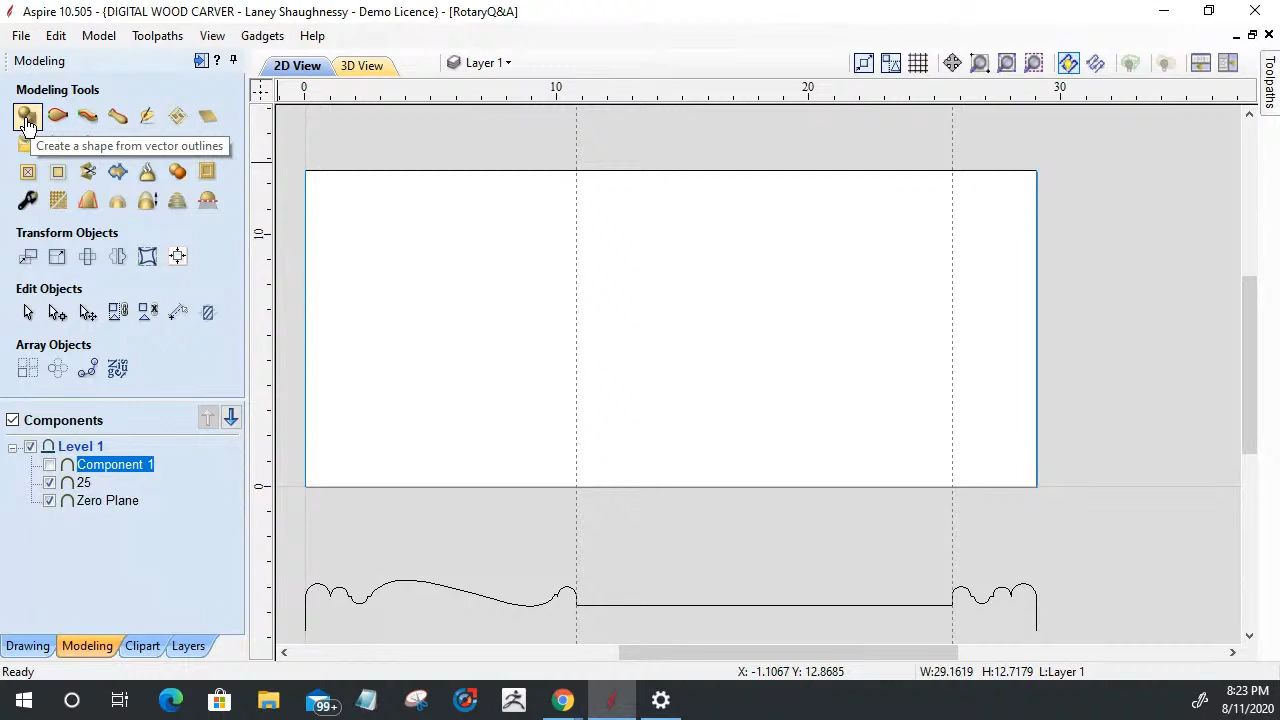 Aspire 10.505 - {DIGITAL WOOD CARVER - Laney Shaughnessy - Demo Licence} - [RotaryQ&A]
File Edit Model Toolpaths View Gadgets Help
Modeling
2D View 3D View Layer 1
Toolpaths
Modeling Tools
0 10 20 30
Create a shape from vector outlines
10
0
Transform Objects
Edit Objects
Array Objects
Components
Level 1
Component 1
25
Zero Plane
Drawing Modeling Clipart Layers
Ready X: -1.1067 Y: 12.8685 W:29.1619 H:12.7179 L:Layer 1
99+
8:23 PM
8/11/2020